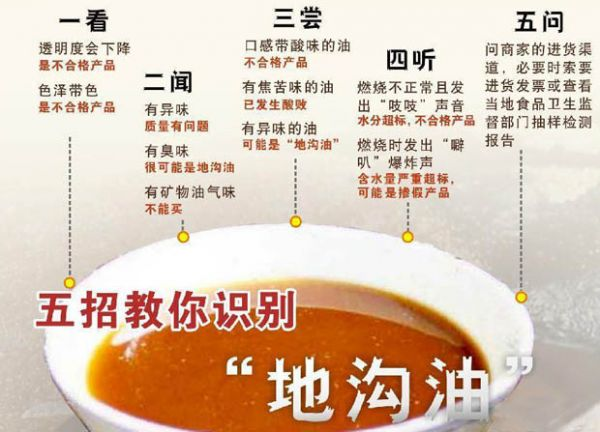 一看
透明度会下降
是不合格产品
色泽带色
是不合格产品
二闻
有异味
质量有问题
有臭味
很可能是地沟油
有矿物油气味
不能买
三尝
口感带酸味的油
不合格产品
有焦苦味的油
已发生酸败
有异味的油
可能是“地沟油”
四听
燃烧不正常且发
出“吱吱”声音
水分超标，不合格产品
燃烧时发出“噼
叭”爆炸声
含水量严重超标，
可能是掺假产品
五问
问商家的进货渠
道，必要时索要
进货发票或查看
当地食品卫生监
督部门抽样检测
报告
五招教你识别
“地沟油”